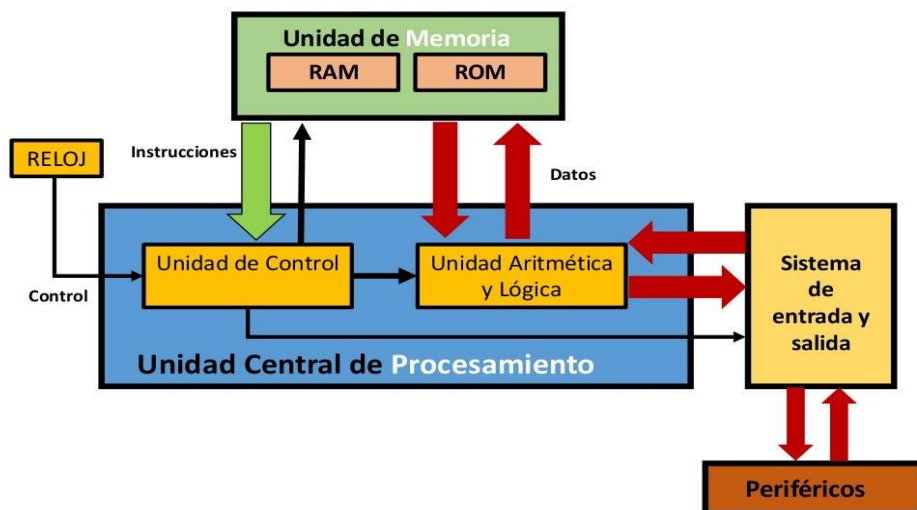 Unidad de Memoria
RAM
ROM
Instrucciones
RELOJ
Datos
Unidad de Control
Unidad Aritmética
y Lógica
Control
Sistema
de
entrada y
salida
Unidad Central de Procesamiento
Periféricos